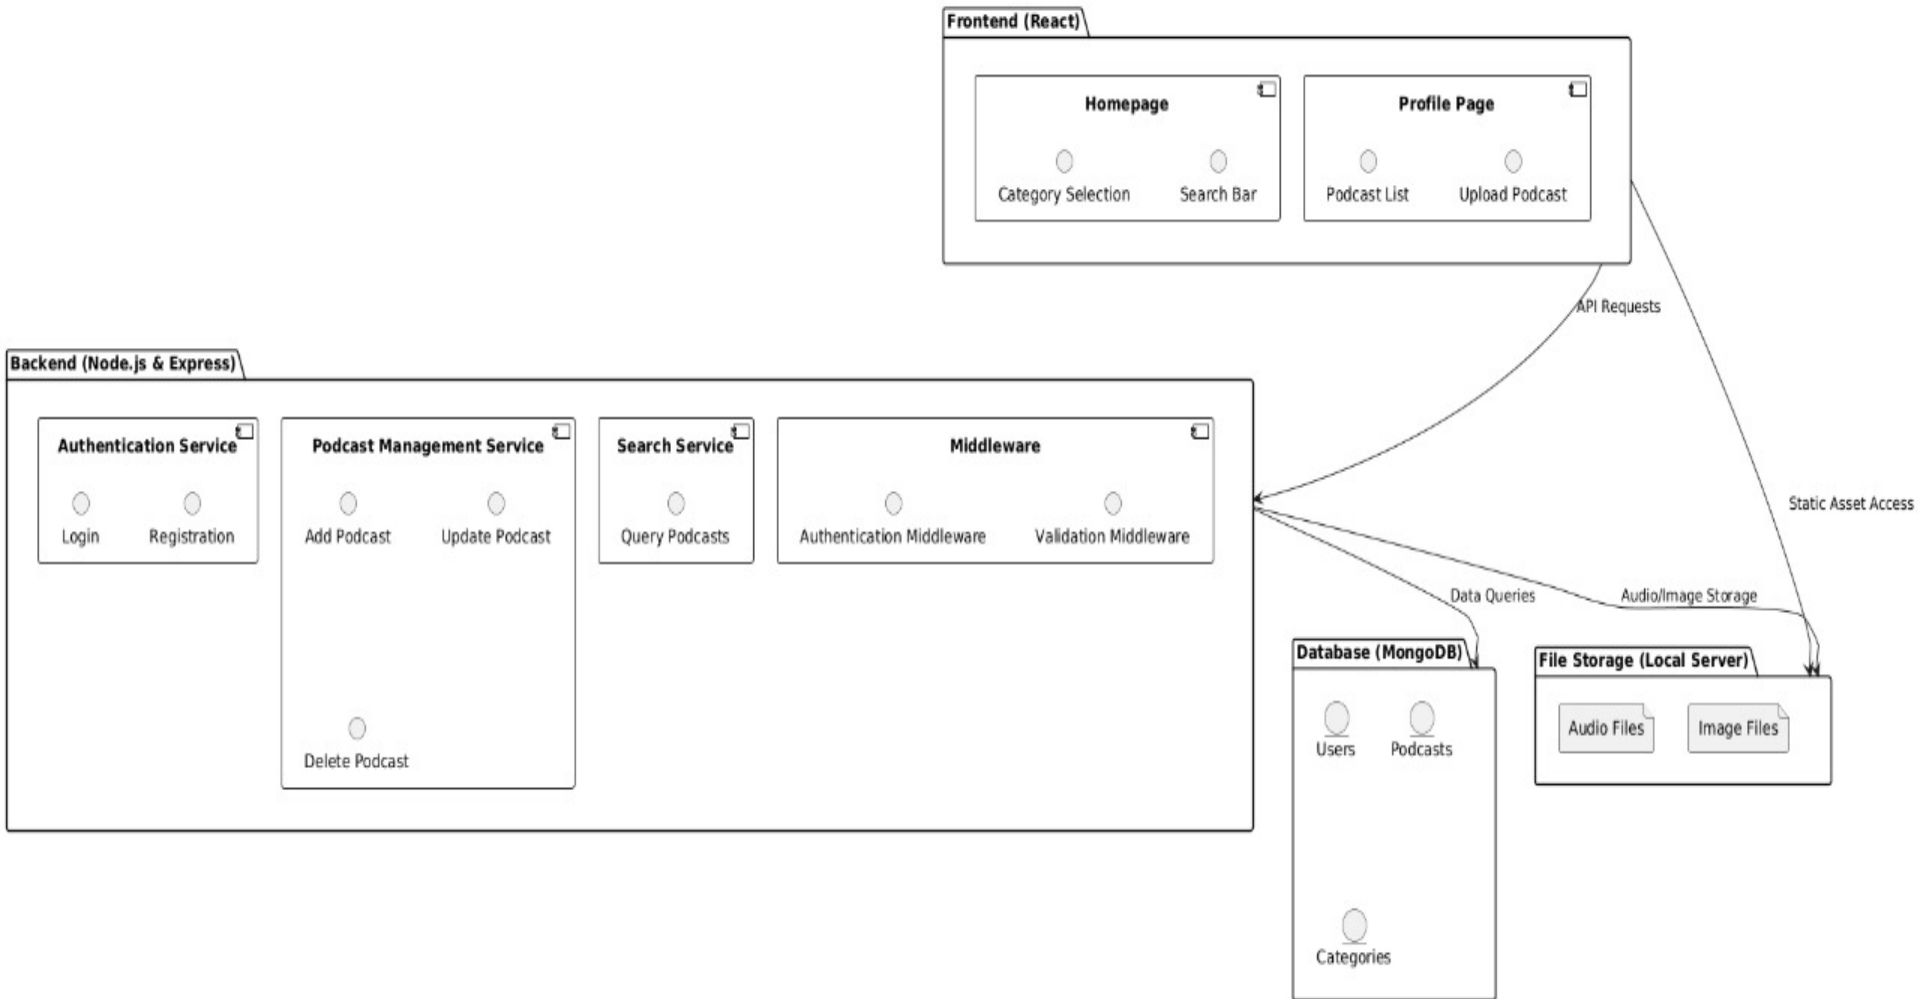 Frontend (React)
Homepage
Profile Page
Category Selection
Search Bar
Podcast List
Upload Podcast
API Requests
Static Asset Access
Backend (Node.js & Express)
Authentication Service
Podcast Management Service
Search Service
Middleware
Login
Registration
Add Podcast
Update Podcast
Query Podcasts
Authentication Middleware
Validation Middleware
Delete Podcast
Data Queries
Audio/Image Storage
Database (MongoDB)
Users
Podcasts
Categories
File Storage (Local Server)
Audio Files
Image Files